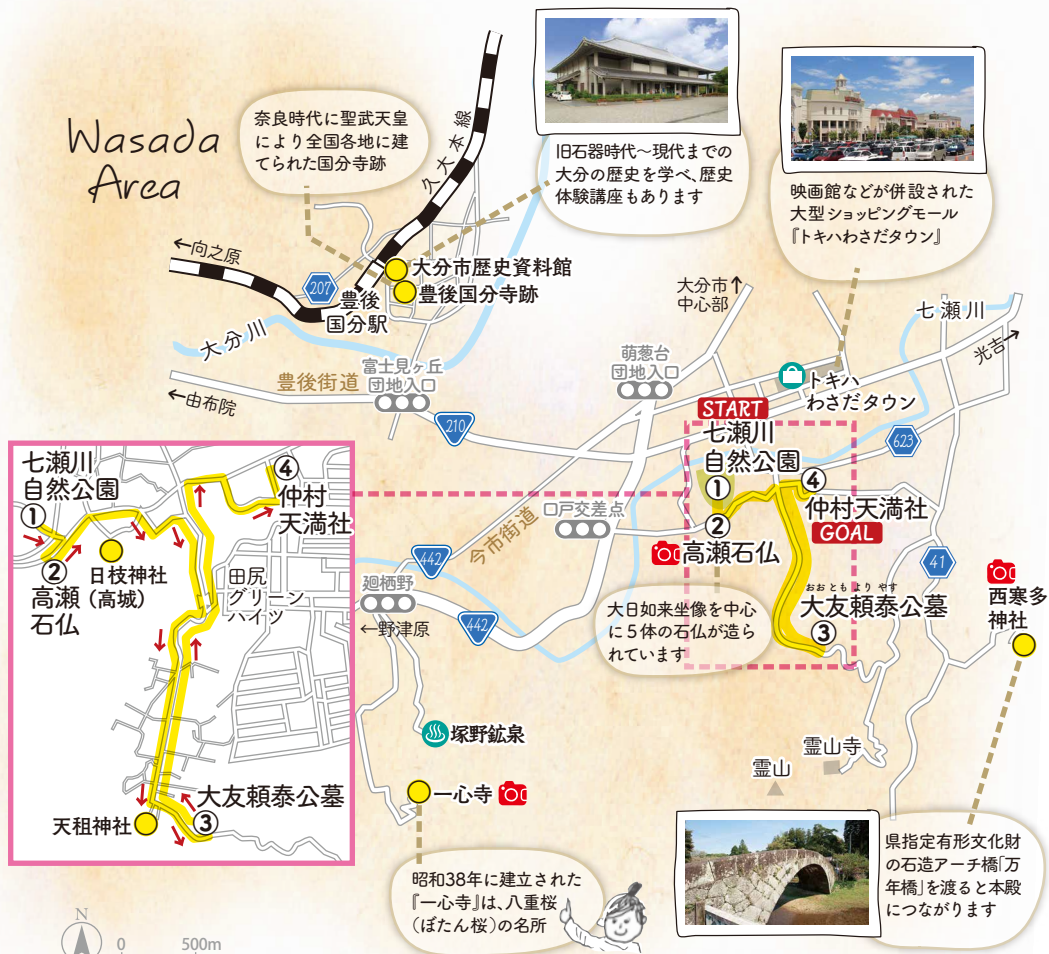 Wasada
Area
奈良時代に聖武天皇
により全国各地に建
てられた国分寺跡
久大本線
旧石器時代～現代までの
大分の歴史を学べ、歴史
体験講座もあります
映画館などが併設された
大型ショッピングモール
『トキハわさだタウン』
←向之原
207
豊後
国分駅
大分市歴史資料館
豊後国分寺跡
大分川
大分市↑
中心部
七瀬川
光吉→
富士見ヶ丘
団地入口
豊後街道
←由布院
210
萌葱台
団地入口
トキハ
わさだタウン
START
七瀬川
自然公園
①
623
④
仲村天満社
GOAL
②
高瀬石仏
口戸交差点
今市街道
442
廻栖野
←野津原
442
41
おおともよりやす
大友頼泰公墓
③
西寒多
神社
大日如来坐像を中心
に5体の石仏が造ら
れています
七瀬川
自然公園
①
②
高瀬
石仏
日枝神社
(高城)
④
仲村
天満社
田尻
グリーン
ハイツ
大友頼泰公墓
③
天租神社
塚野鉱泉
一心寺
霊山寺
霊山
昭和38年に建立された
『一心寺』は、八重桜
(ぼたん桜)の名所
県指定有形文化財
の石造アーチ橋「万
年橋」を渡ると本殿
につながります
N
0 500m